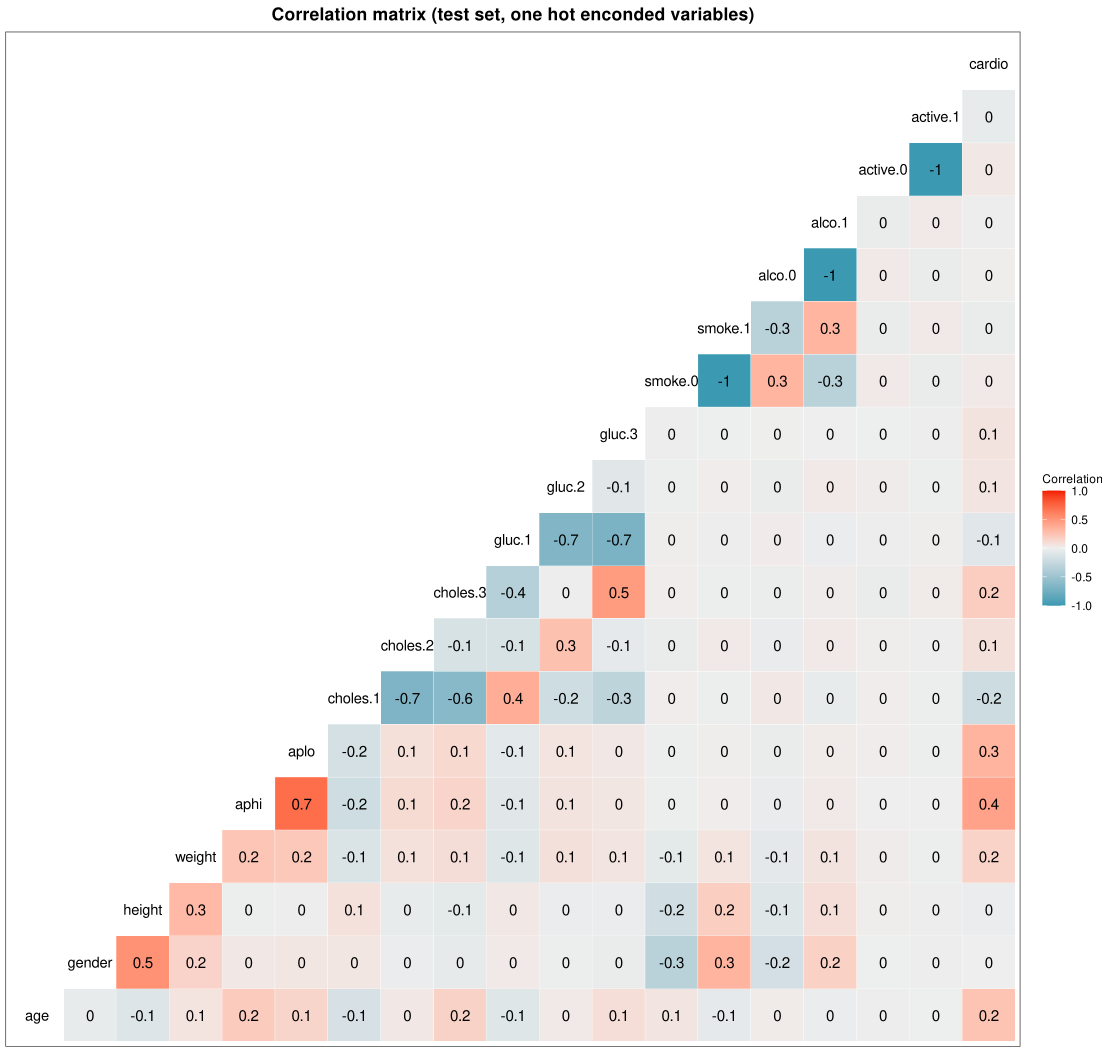 Correlation matrix (test set, one hot enconded variables)
cardio
active.1 0
active.0 -1 0
alco.1 0 0 0
alco.0 -1 0 0 0
smoke.1 -0.3 0.3 0 0 0
smoke.0 -1 0.3 -0.3 0 0 0
gluc.3 0 0 0 0 0 0 0.1
gluc.2 -0.1 0 0 0 0 0 0 0.1
gluc.1 -0.7 -0.7 0 0 0 0 0 0 -0.1
choles.3 -0.4 0 0.5 0 0 0 0 0 0 0.2
choles.2 -0.1 -0.1 0.3 -0.1 0 0 0 0 0 0 0.1
choles.1 -0.7 -0.6 0.4 -0.2 -0.3 0 0 0 0 0 0 -0.2
aplo -0.2 0.1 0.1 -0.1 0.1 0 0 0 0 0 0 0 0.3
aphi 0.7 -0.2 0.1 0.2 -0.1 0.1 0 0 0 0 0 0 0 0.4
weight 0.2 0.2 -0.1 0.1 0.1 -0.1 0.1 0.1 -0.1 0.1 -0.1 0.1 0 0 0.2
height 0.3 0 0 0.1 0 -0.1 0 0 0 -0.2 0.2 -0.1 0.1 0 0 0
gender 0.5 0.2 0 0 0 0 0 0 0 0 -0.3 0.3 -0.2 0.2 0 0 0
age 0 -0.1 0.1 0.2 0.1 -0.1 0 0.2 -0.1 0 0.1 0.1 -0.1 0 0 0 0 0.2
Correlation
1.0
0.5
0.0
-0.5
-1.0